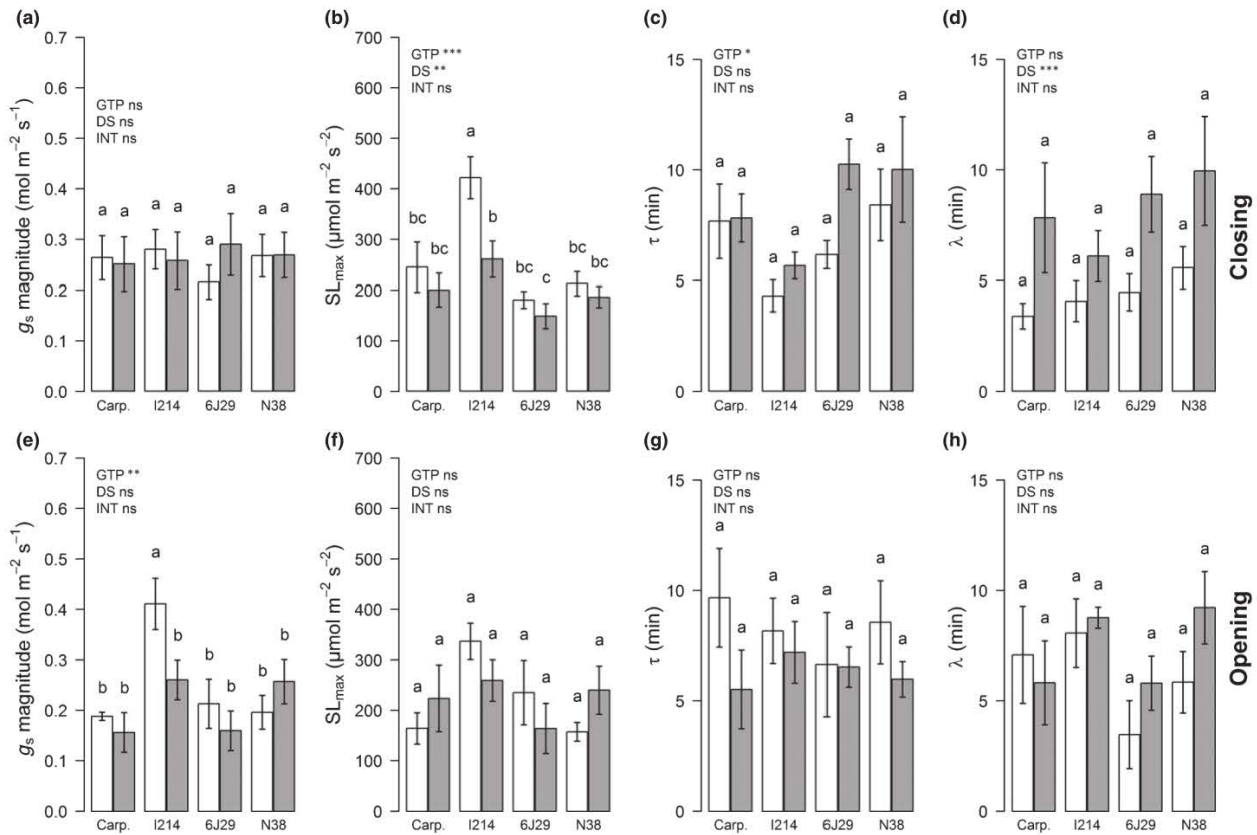 (a)
0.7
0.6
0.5
0.4
0.3
0.2
0.1
0.0
gs magnitude (mol m−2 s−1)
GTP ns
DS ns
INT ns
a a a a a a a a
Carp. I214 6J29 N38
(b)
700
600
500
400
300
200
100
0
SLmax (µmol m−2 s−2)
GTP ***
DS **
INT ns
bc bc a b bc c bc bc
Carp. I214 6J29 N38
(c)
15
10
5
0
τ (min)
GTP *
DS ns
INT ns
a a a a a a a a
Carp. I214 6J29 N38
(d)
15
10
5
0
λ (min)
GTP ns
DS ***
INT ns
a a a a a a a a
Carp. I214 6J29 N38
Closing
(e)
0.7
0.6
0.5
0.4
0.3
0.2
0.1
0.0
gs magnitude (mol m−2 s−1)
GTP **
DS ns
INT ns
b b a b b b b b
Carp. I214 6J29 N38
(f)
700
600
500
400
300
200
100
0
SLmax (µmol m−2 s−2)
GTP ns
DS ns
INT ns
a a a a a a a a
Carp. I214 6J29 N38
(g)
15
10
5
0
τ (min)
GTP ns
DS ns
INT ns
a a a a a a a a
Carp. I214 6J29 N38
(h)
15
10
5
0
λ (min)
GTP ns
DS ns
INT ns
a a a a a a a a
Carp. I214 6J29 N38
Opening